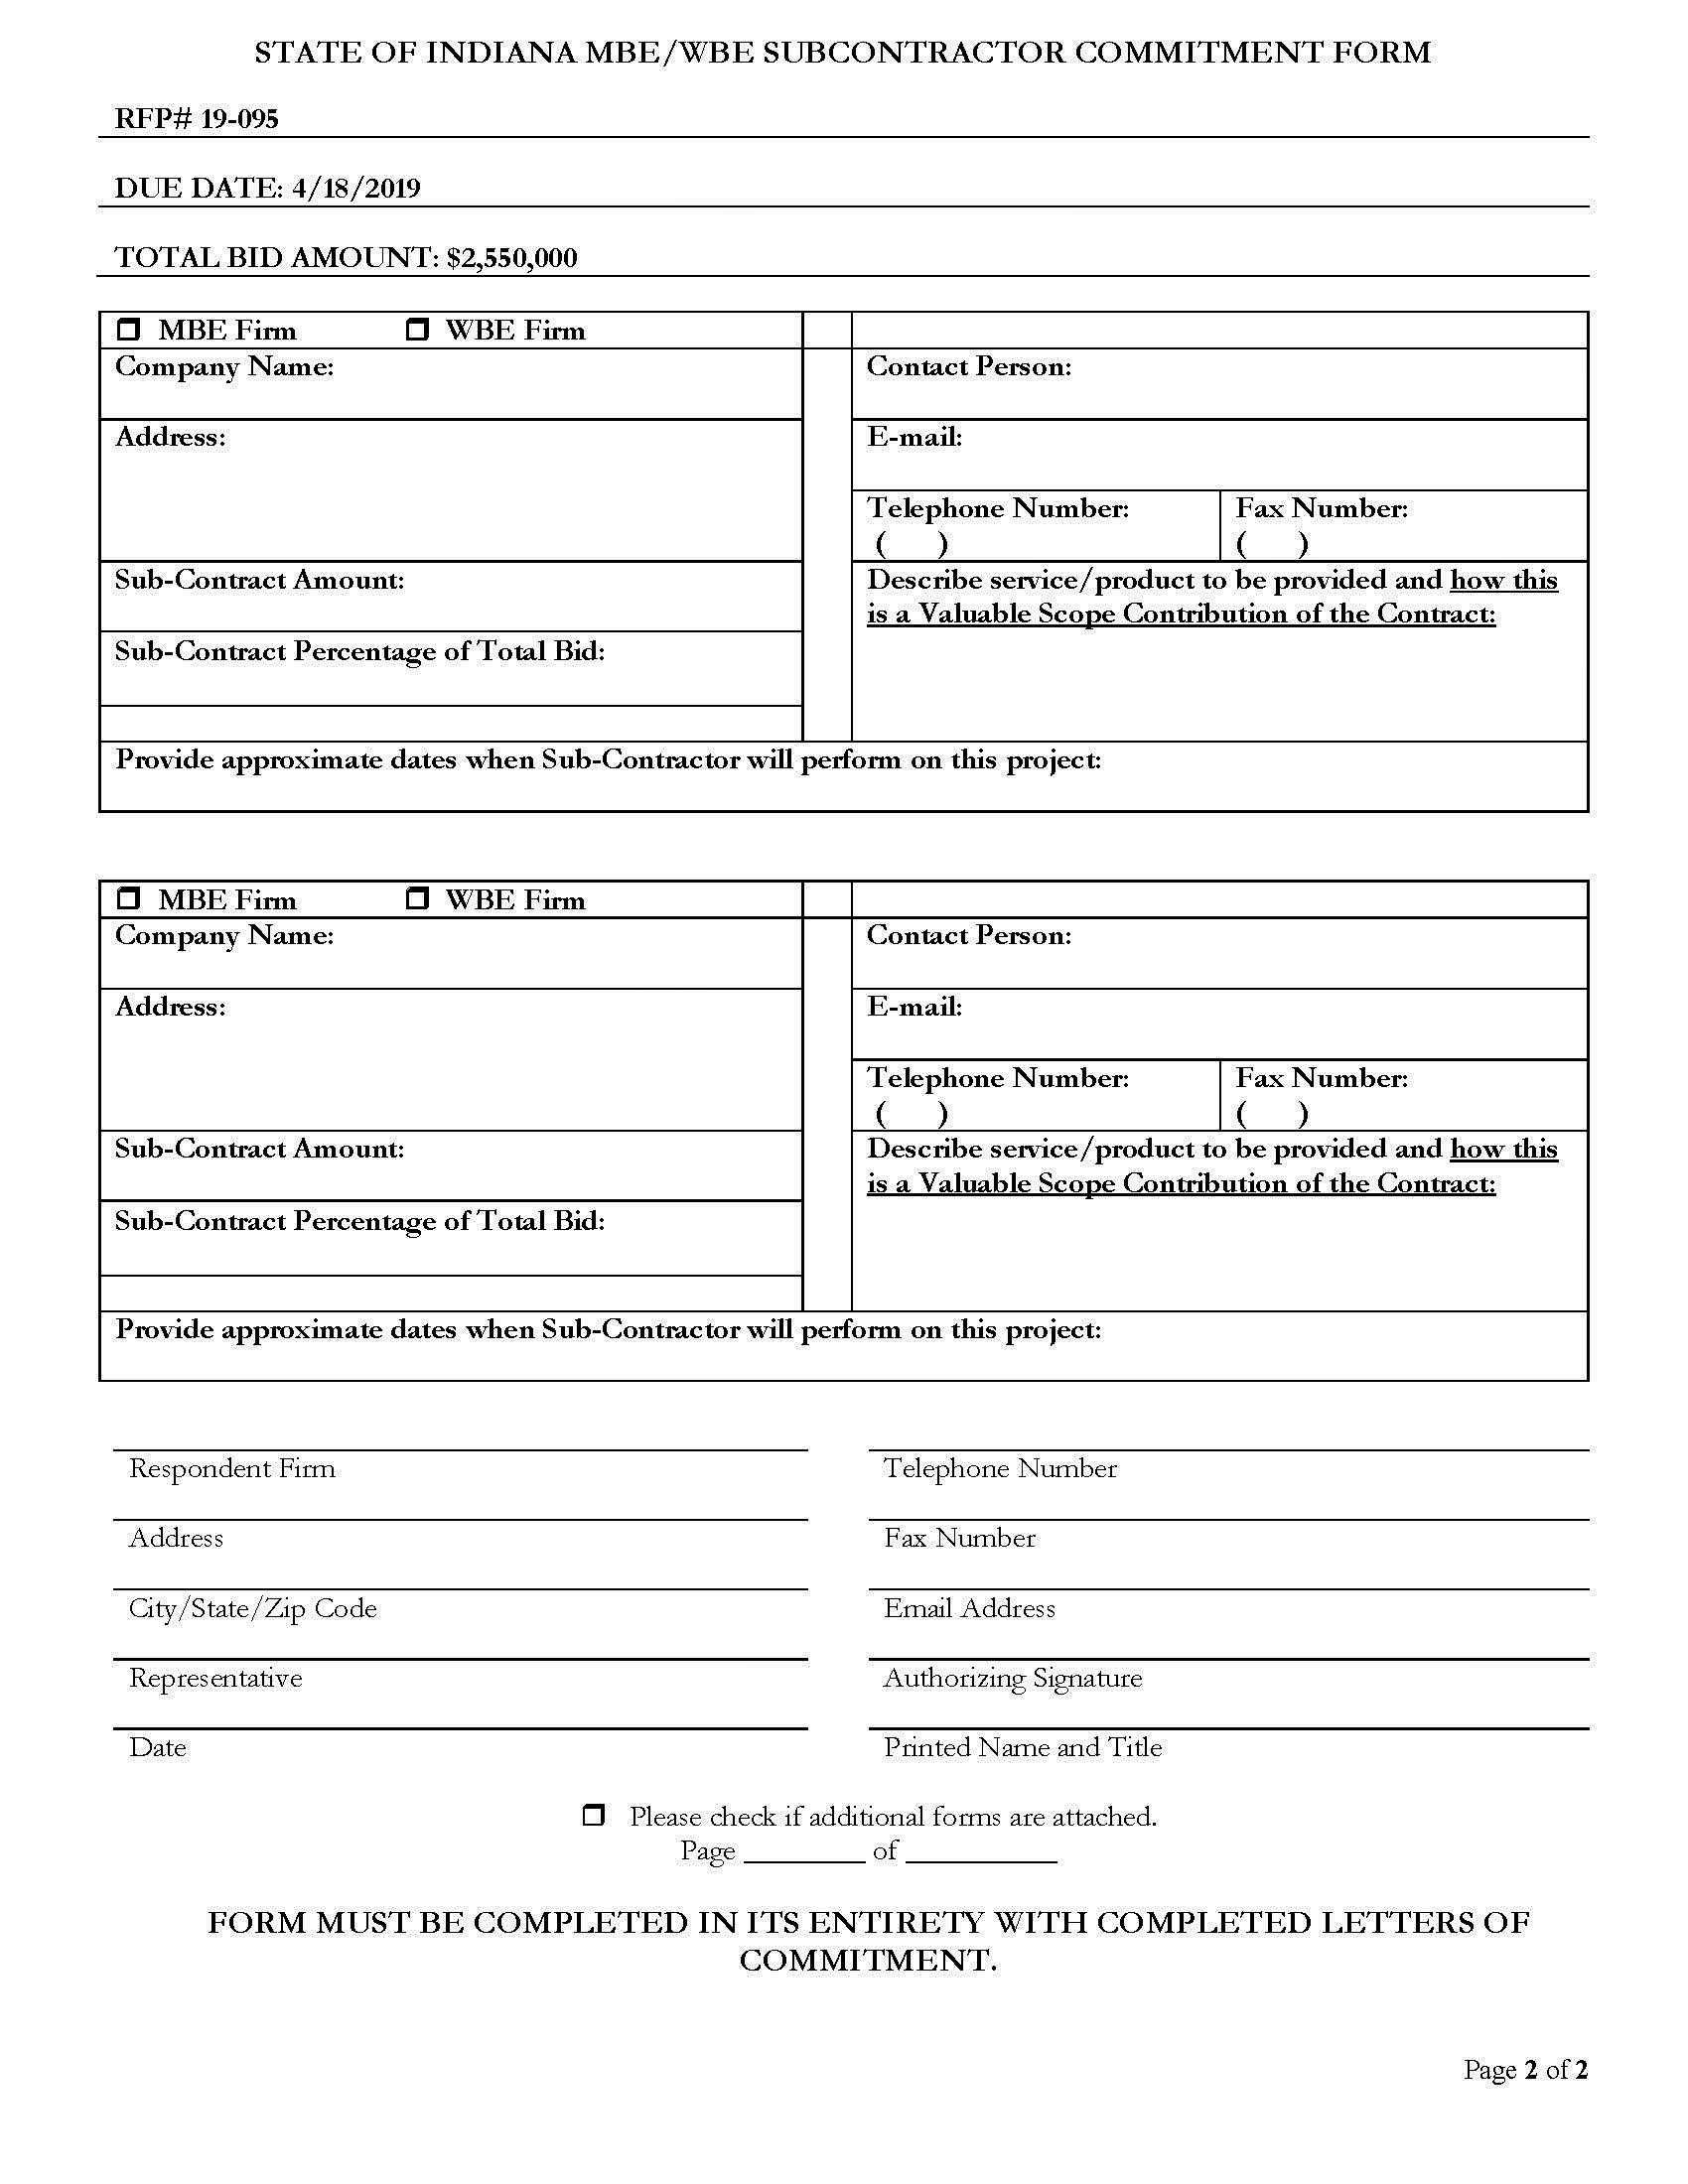 STATE OF INDIANA MBE/WBE SUBCONTRACTOR COMMITMENT FORM
RFP# 19-095
DUE DATE: 4/18/2019
TOTAL BID AMOUNT: $2,550,000
❒ MBE Firm ❒ WBE Firm
Company Name:
Contact Person:
Address:
E-mail:
Telephone Number:
Fax Number:
( )
( )
Sub-Contract Amount:
Describe service/product to be provided and how this
is a Valuable Scope Contribution of the Contract:
Sub-Contract Percentage of Total Bid:
Provide approximate dates when Sub-Contractor will perform on this project:
❒ MBE Firm ❒ WBE Firm
Company Name:
Contact Person:
Address:
E-mail:
Telephone Number:
Fax Number:
( )
( )
Sub-Contract Amount:
Describe service/product to be provided and how this
is a Valuable Scope Contribution of the Contract:
Sub-Contract Percentage of Total Bid:
Provide approximate dates when Sub-Contractor will perform on this project:
Respondent Firm
Telephone Number
Address
Fax Number
City/State/Zip Code
Email Address
Representative
Authorizing Signature
Date
Printed Name and Title
❒ Please check if additional forms are attached.
Page ________ of __________
FORM MUST BE COMPLETED IN ITS ENTIRETY WITH COMPLETED LETTERS OF
COMMITMENT.
Page 2 of 2